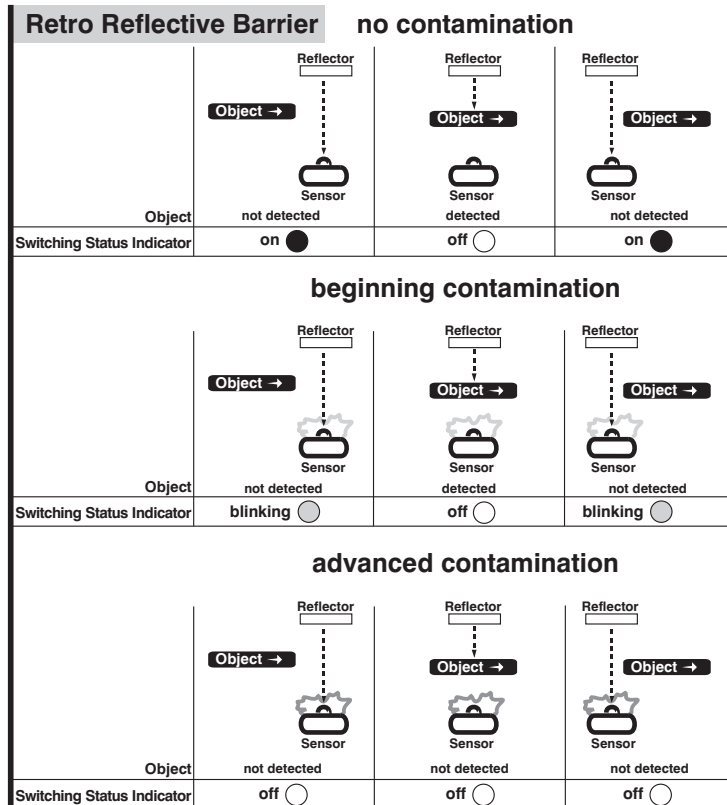 Retro Reflective Barrier no contamination
Reflector Reflector Reflector
Object → Object → Object →
Sensor Sensor Sensor
Object not detected detected not detected
Switching Status Indicator on off on
beginning contamination
Reflector Reflector Reflector
Object → Object → Object →
Sensor Sensor Sensor
Object not detected detected not detected
Switching Status Indicator blinking off blinking
advanced contamination
Reflector Reflector Reflector
Object → Object → Object →
Sensor Sensor Sensor
Object not detected not detected not detected
Switching Status Indicator off off off